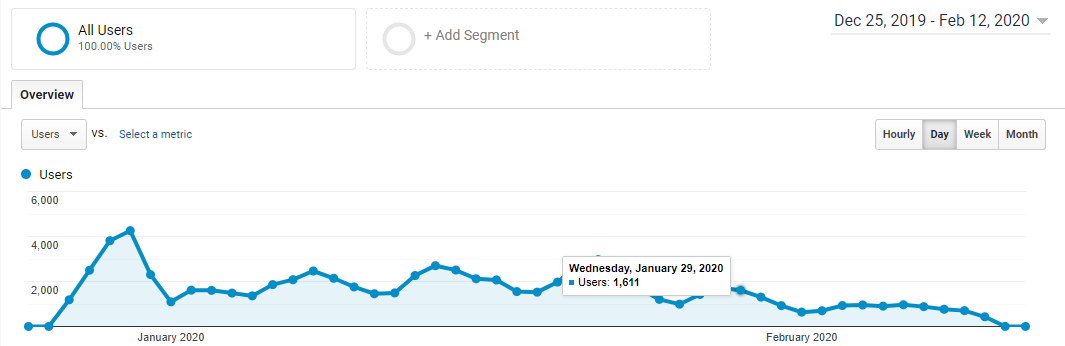 All Users
100.00% Users
+ Add Segment
Dec 25, 2019 - Feb 12, 2020
Overview
Users
vs.
Select a metric
Hourly
Day
Week
Month
Users
6,000
4,000
2,000
Wednesday, January 29, 2020
Users: 1,611
January 2020
February 2020